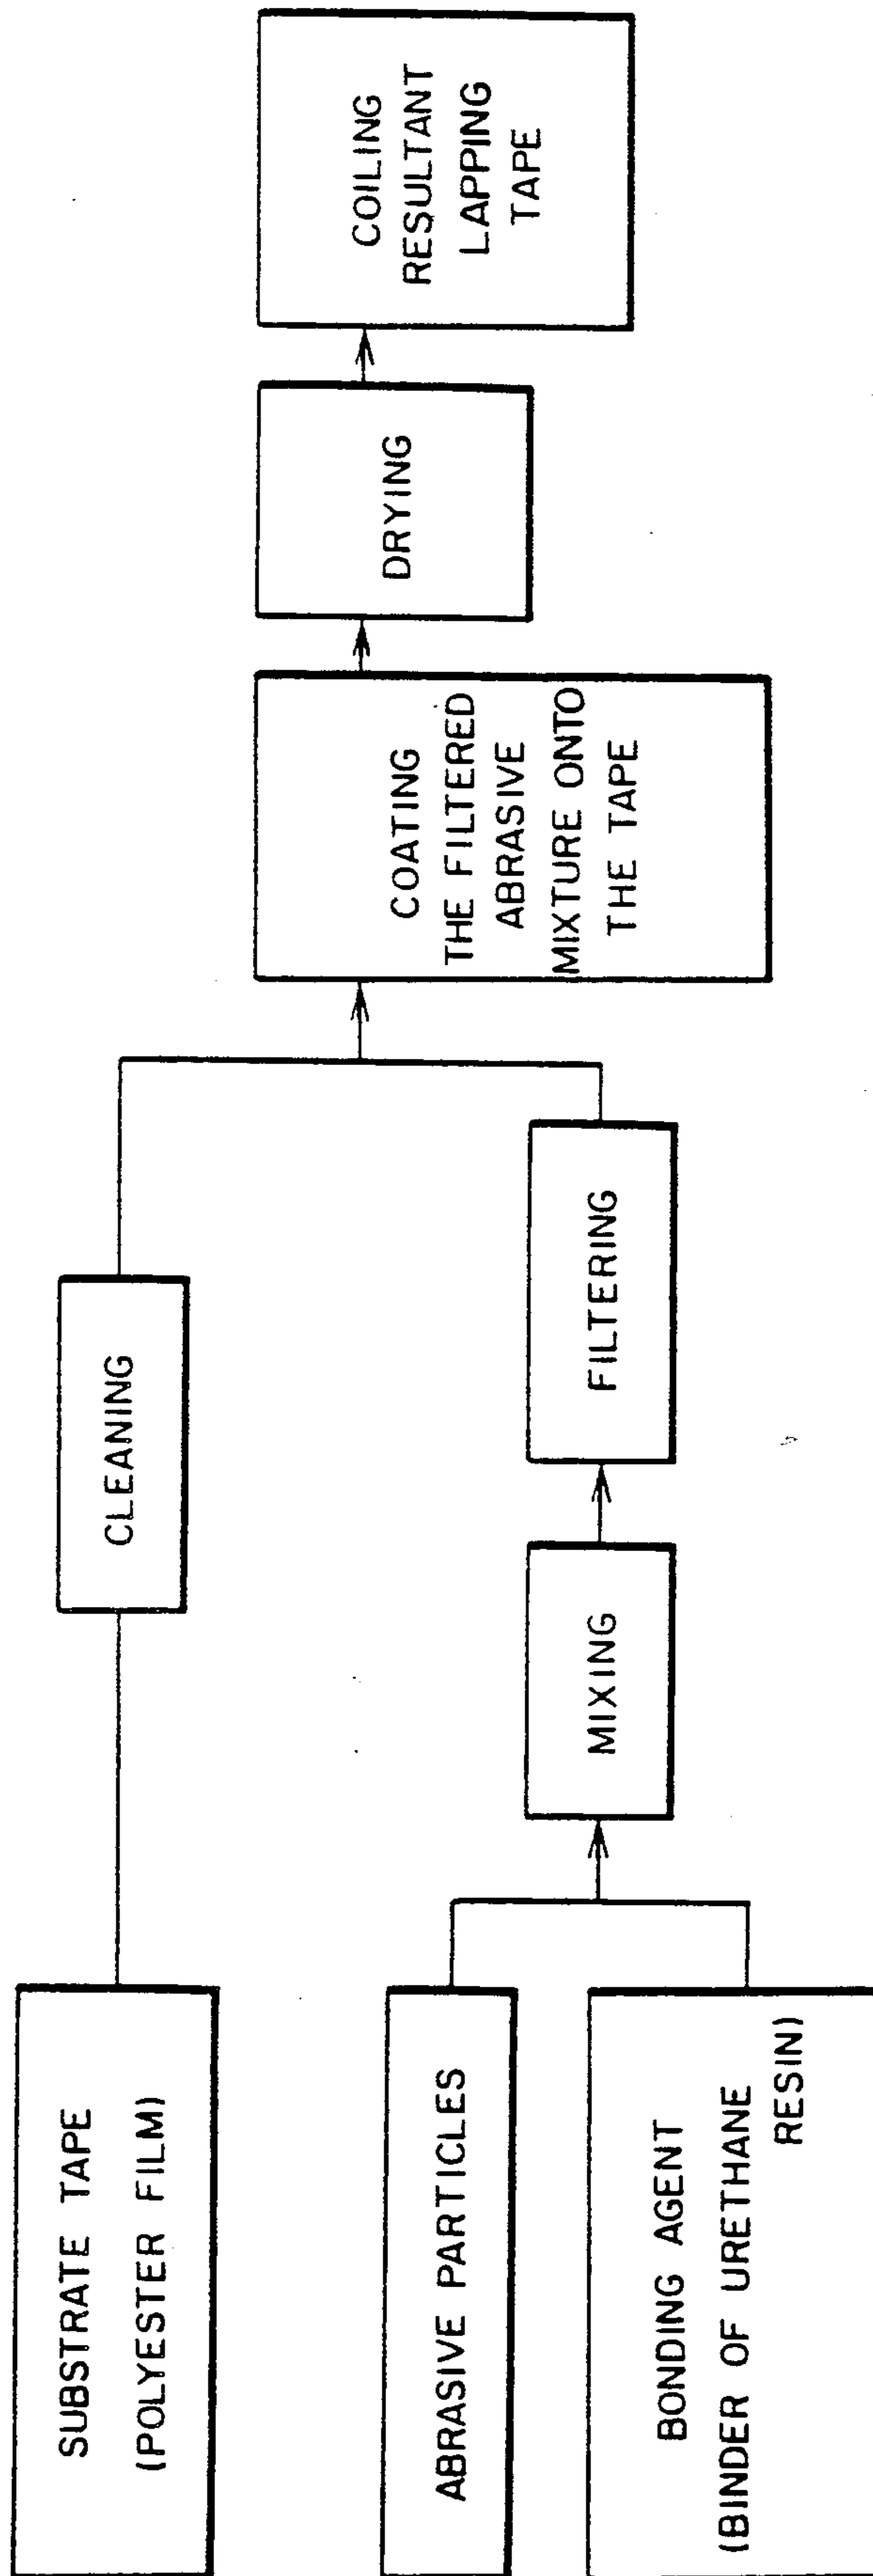 SUBSTRATE TAPE
(POLYESTER FILM)
CLEANING
ABRASIVE PARTICLES
BONDING AGENT
(BINDER OF URETHANE
RESIN)
MIXING
FILTERING
COATING
THE FILTERED
ABRASIVE
MIXTURE ONTO
THE TAPE
DRYING
COILING
RESULTANT
LAPPING
TAPE